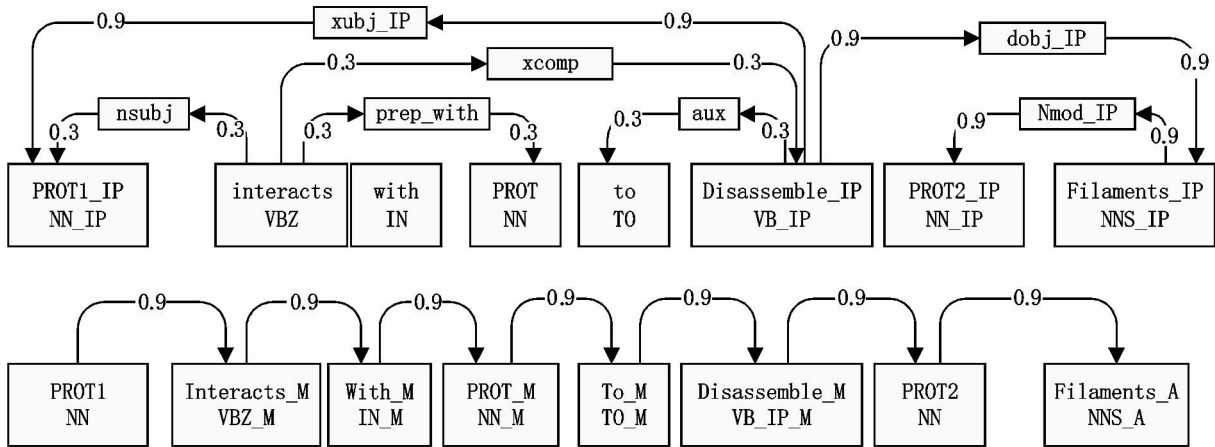 0.9 xubj_IP 0.9
0.9 dobj_IP
0.3 xcomp 0.3 0.9
nsubj prep_with aux Nmod_IP
0.3 0.3 0.3 0.3 0.3 0.3 0.9 0.9
PROT1_IP interacts with PROT to Disassemble_IP PROT2_IP Filaments_IP
NN_IP VBZ IN NN TO VB_IP NN_IP NNS_IP
0.9 0.9 0.9 0.9 0.9 0.9 0.9
PROT1 Interacts_M With_M PROT_M To_M Disassemble_M PROT2 Filaments_A
NN VBZ_M IN_M NN_M TO_M VB_IP_M NN NNS_A